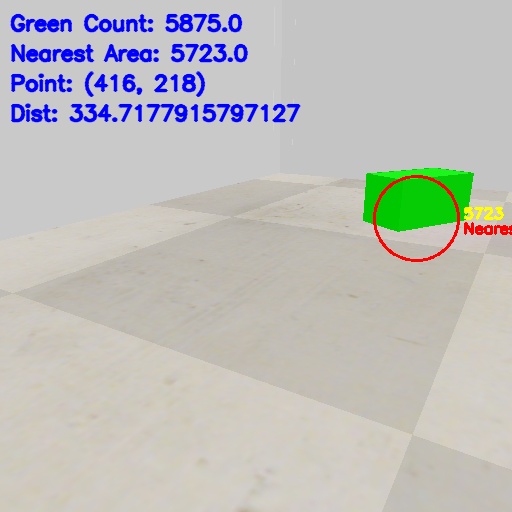 Green Count: 5875.0
Nearest Area: 5723.0
Point: (416, 218)
Dist: 334.7177915797127
5723
Neares